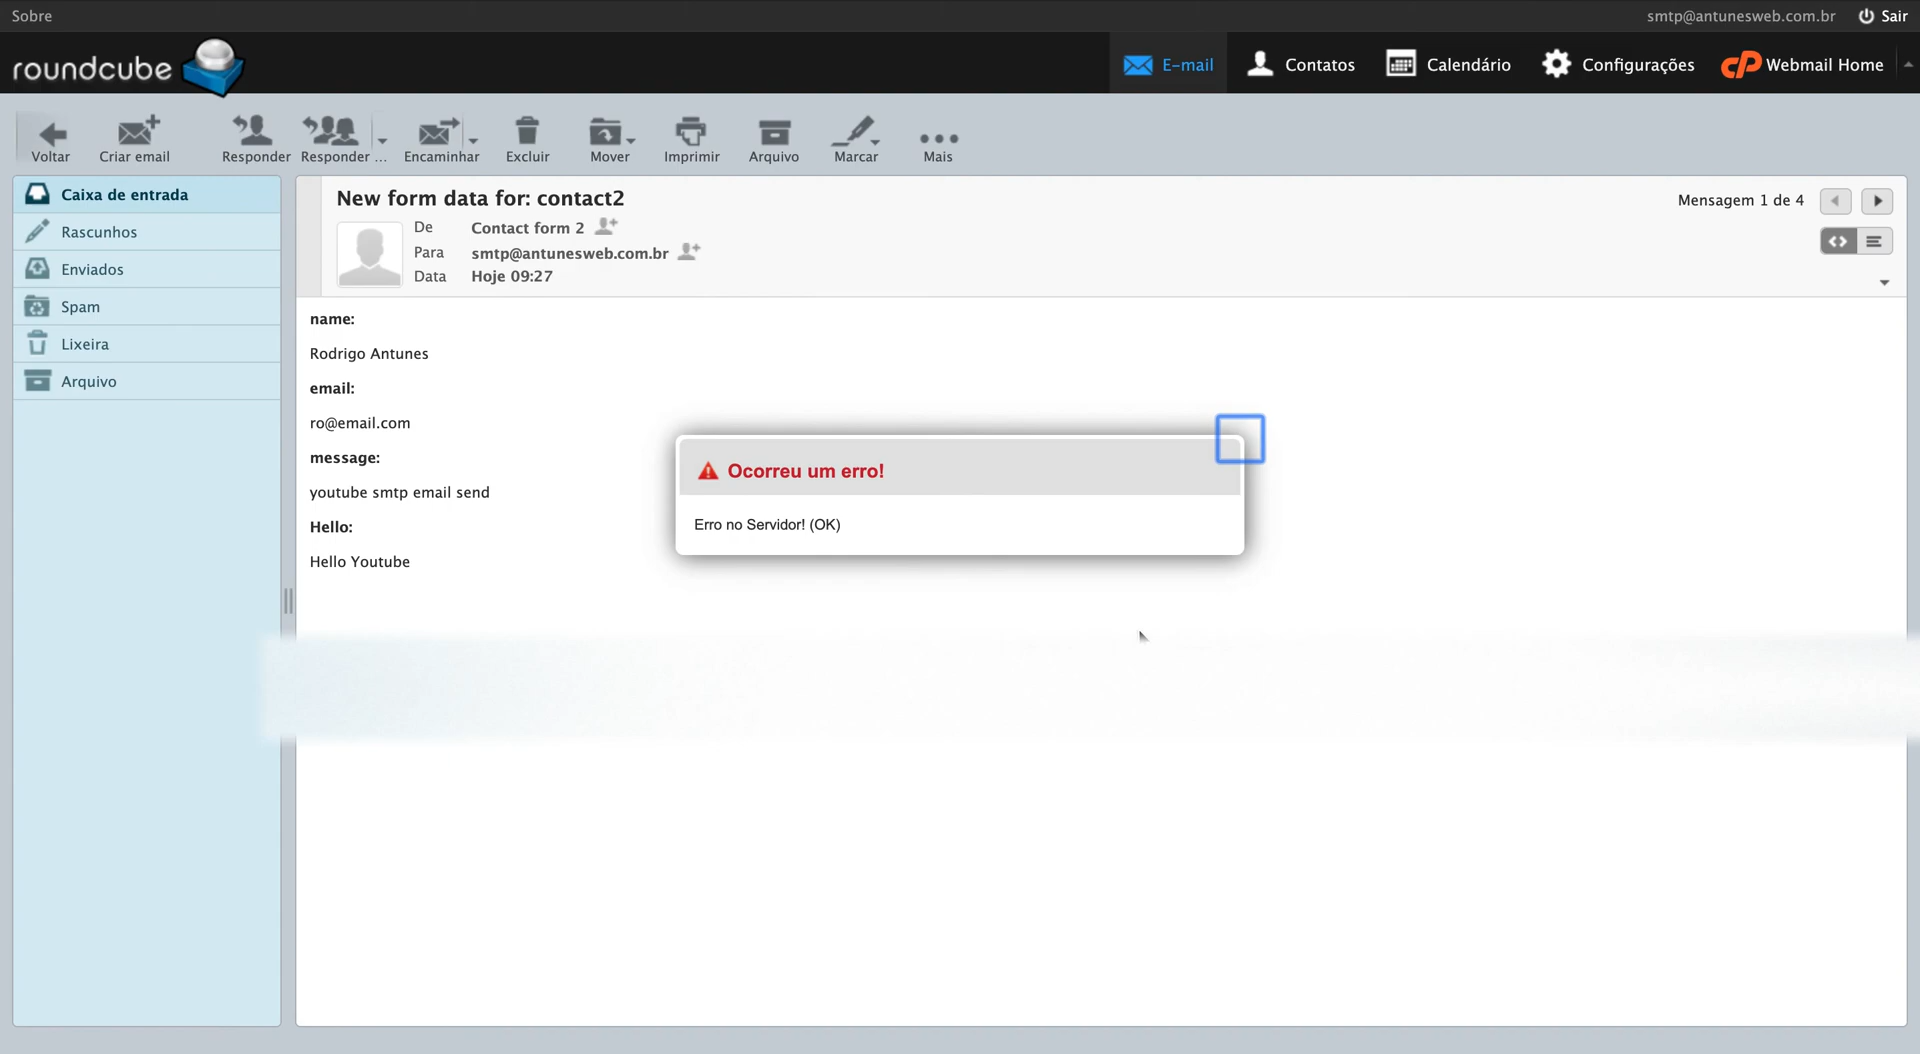 Sobre
smtp@antunesweb.com.br Sair
roundcube
E-mail Contatos Calendário Configurações cP Webmail Home
Voltar Criar email Responder Responder ... Encaminhar Excluir Mover Imprimir Arquivo Marcar Mais
Caixa de entrada
Rascunhos
Enviados
Spam
Lixeira
Arquivo
New form data for: contact2
Mensagem 1 de 4
De Contact form 2
Para smtp@antunesweb.com.br
Data Hoje 09:27
name:
Rodrigo Antunes
email:
ro@email.com
message:
youtube smtp email send
Hello:
Hello Youtube
Ocorreu um erro!
Erro no Servidor! (OK)